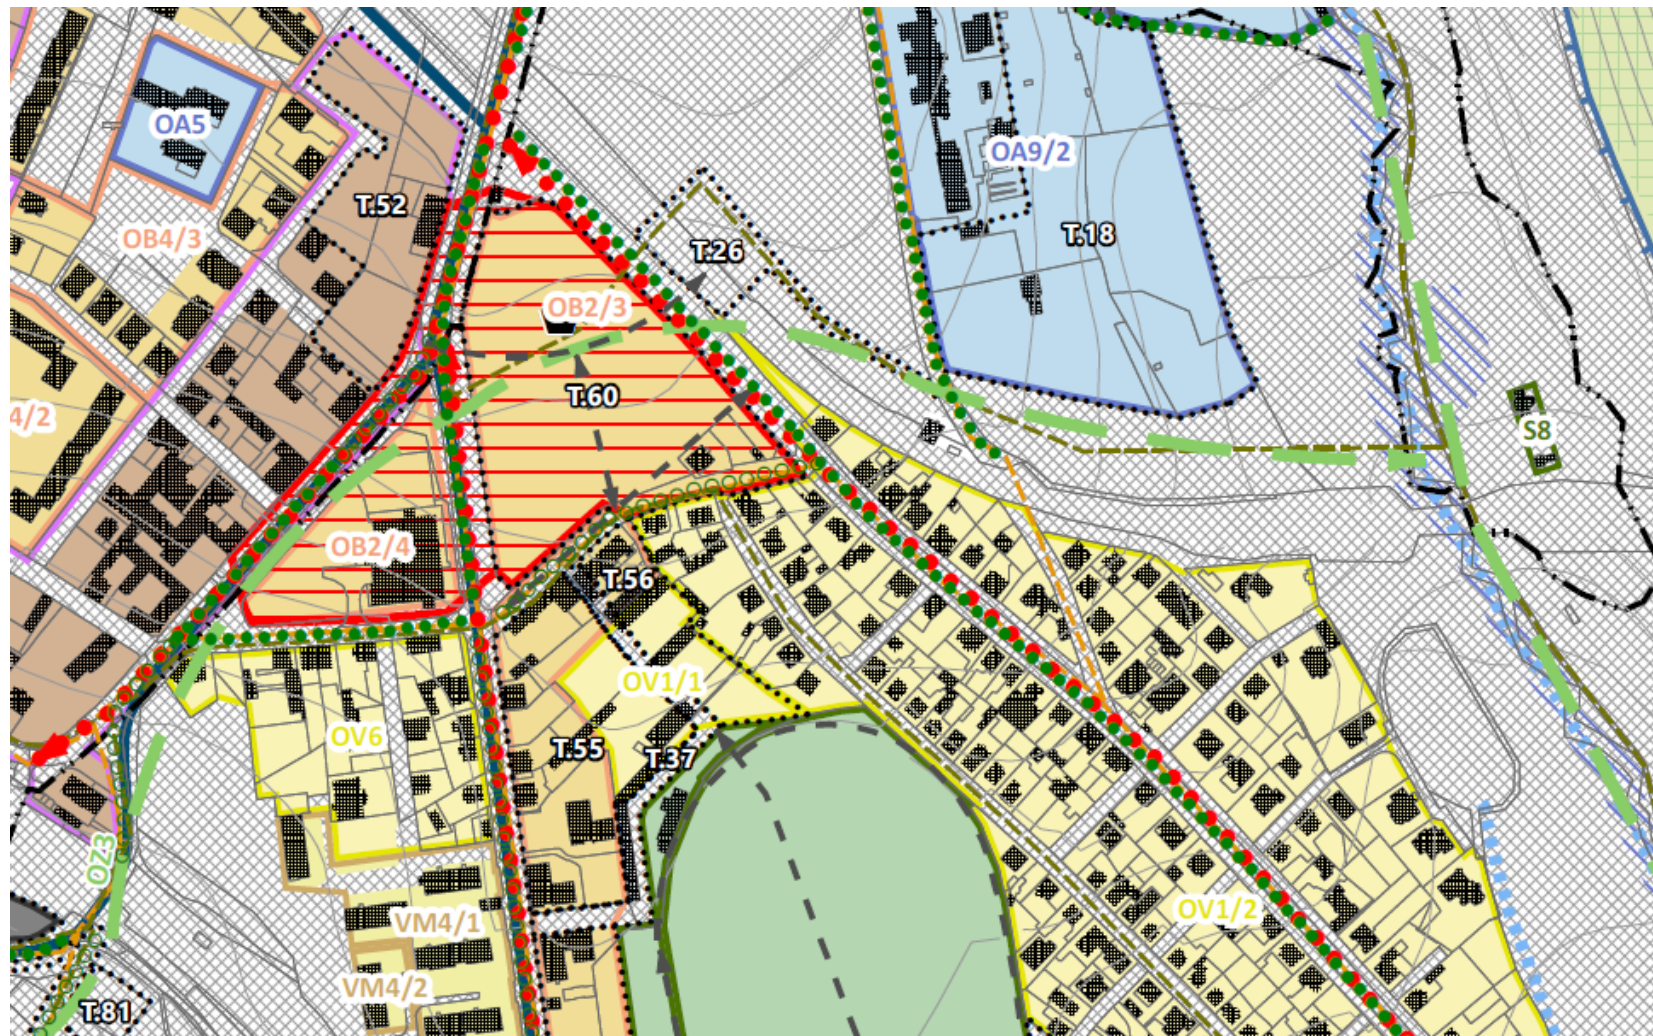 OA5
OA9/2
T.52
OB4/3
T.18
T.26
OB2/3
T.60
4/2
S8
OB2/4
T.56
OV1/1
OV6
T.55
T.37
OZ3
OV1/2
VM4/1
VM4/2
T.81